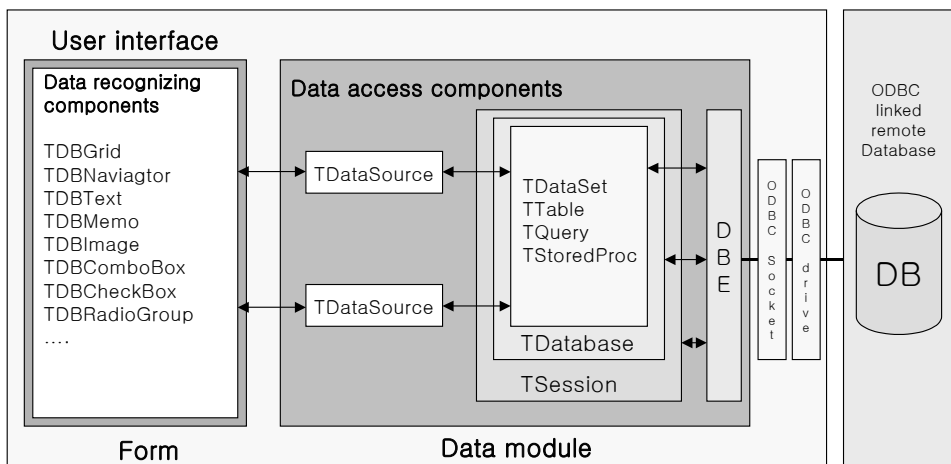 User interface
Data recognizing
components
TDBGrid
TDBNaviagtor
TDBText
TDBMemo
TDBImage
TDBComboBox
TDBCheckBox
TDBRadioGroup
....
Form
Data access components
TDataSource
TDataSource
TDataSet
TTable
TQuery
TStoredProc
TDatabase
TSession
DBE
Data module
ODBC Socket
ODBC drive
ODBC
linked
remote
Database
DB